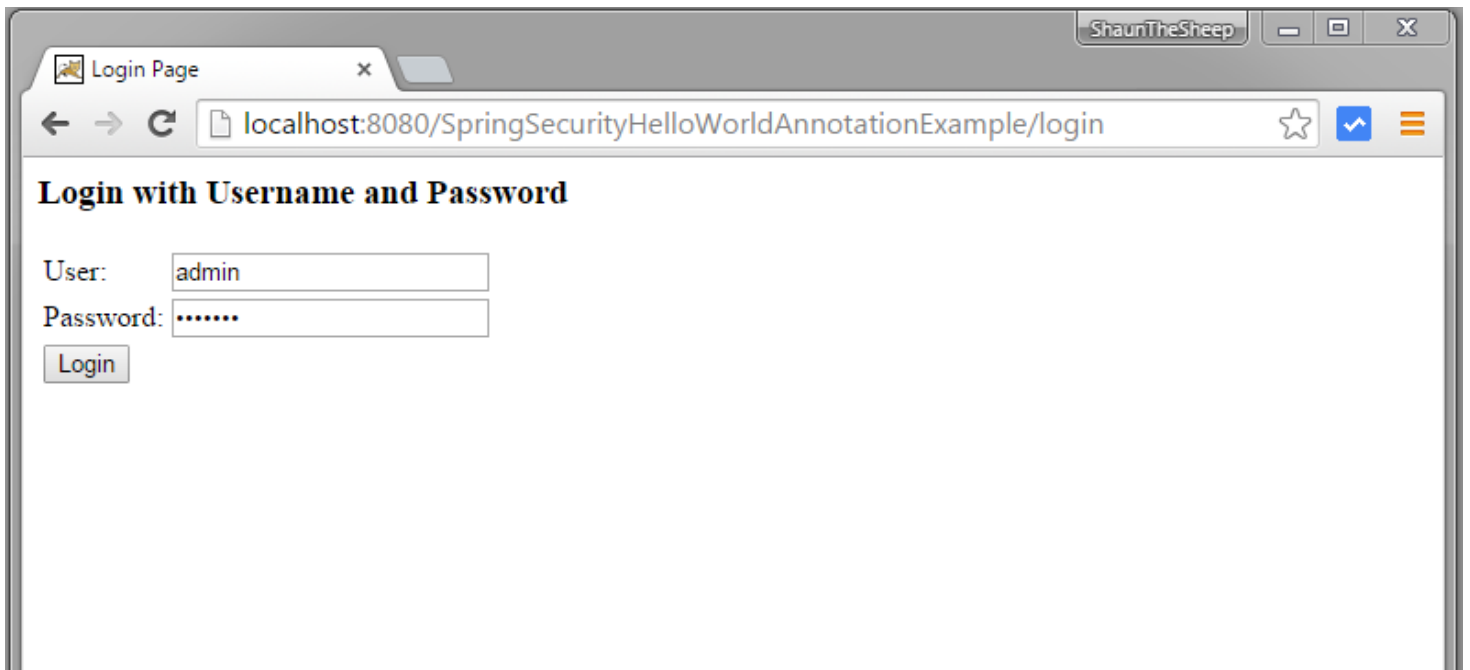 ShaunTheSheep
Login Page
localhost:8080/SpringSecurityHelloWorldAnnotationExample/login
Login with Username and Password
User: admin
Password: •••••••
Login